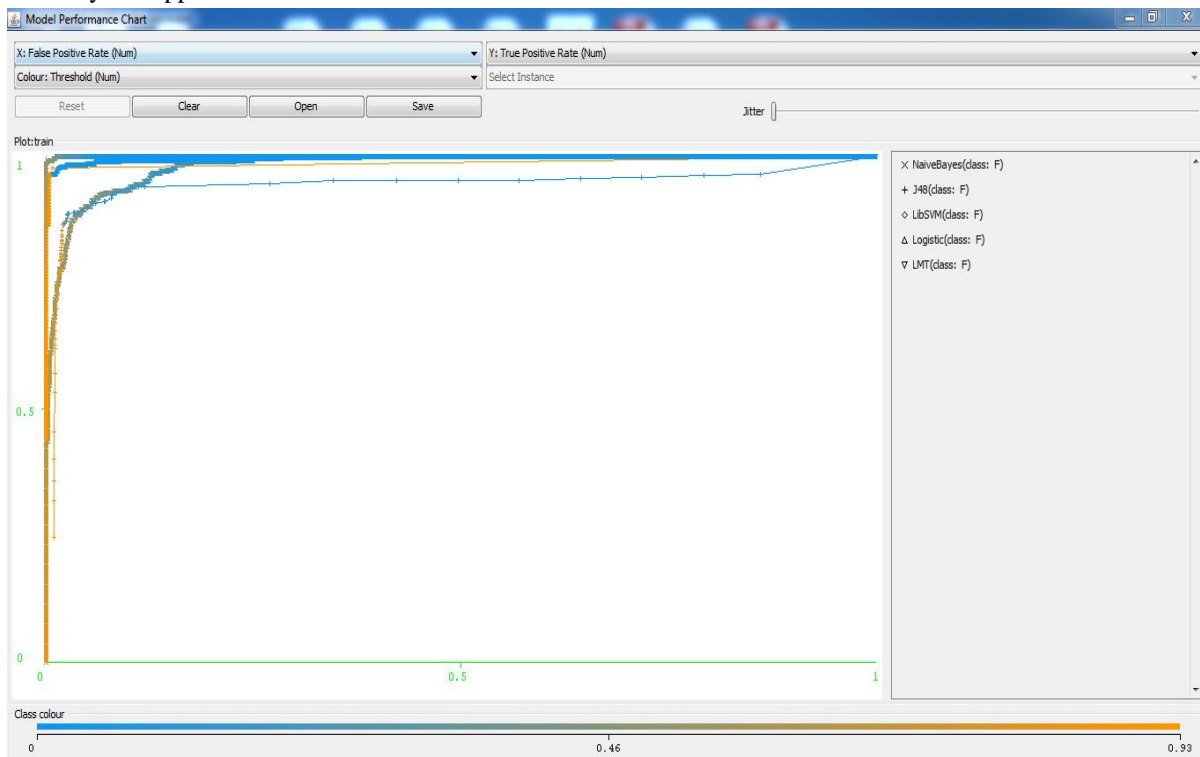 Model Performance Chart
X: False Positive Rate (Num) Y: True Positive Rate (Num)
Colour: Threshold (Num) Select Instance
Reset Clear Open Save Jitter
Plot:train
1
0.5
0
0 0.5 1
X NaiveBayes(class: F)
+ J48(class: F)
◇ LibSVM(class: F)
△ Logistic(class: F)
▽ LMT(class: F)
Class colour
0 0.46 0.93